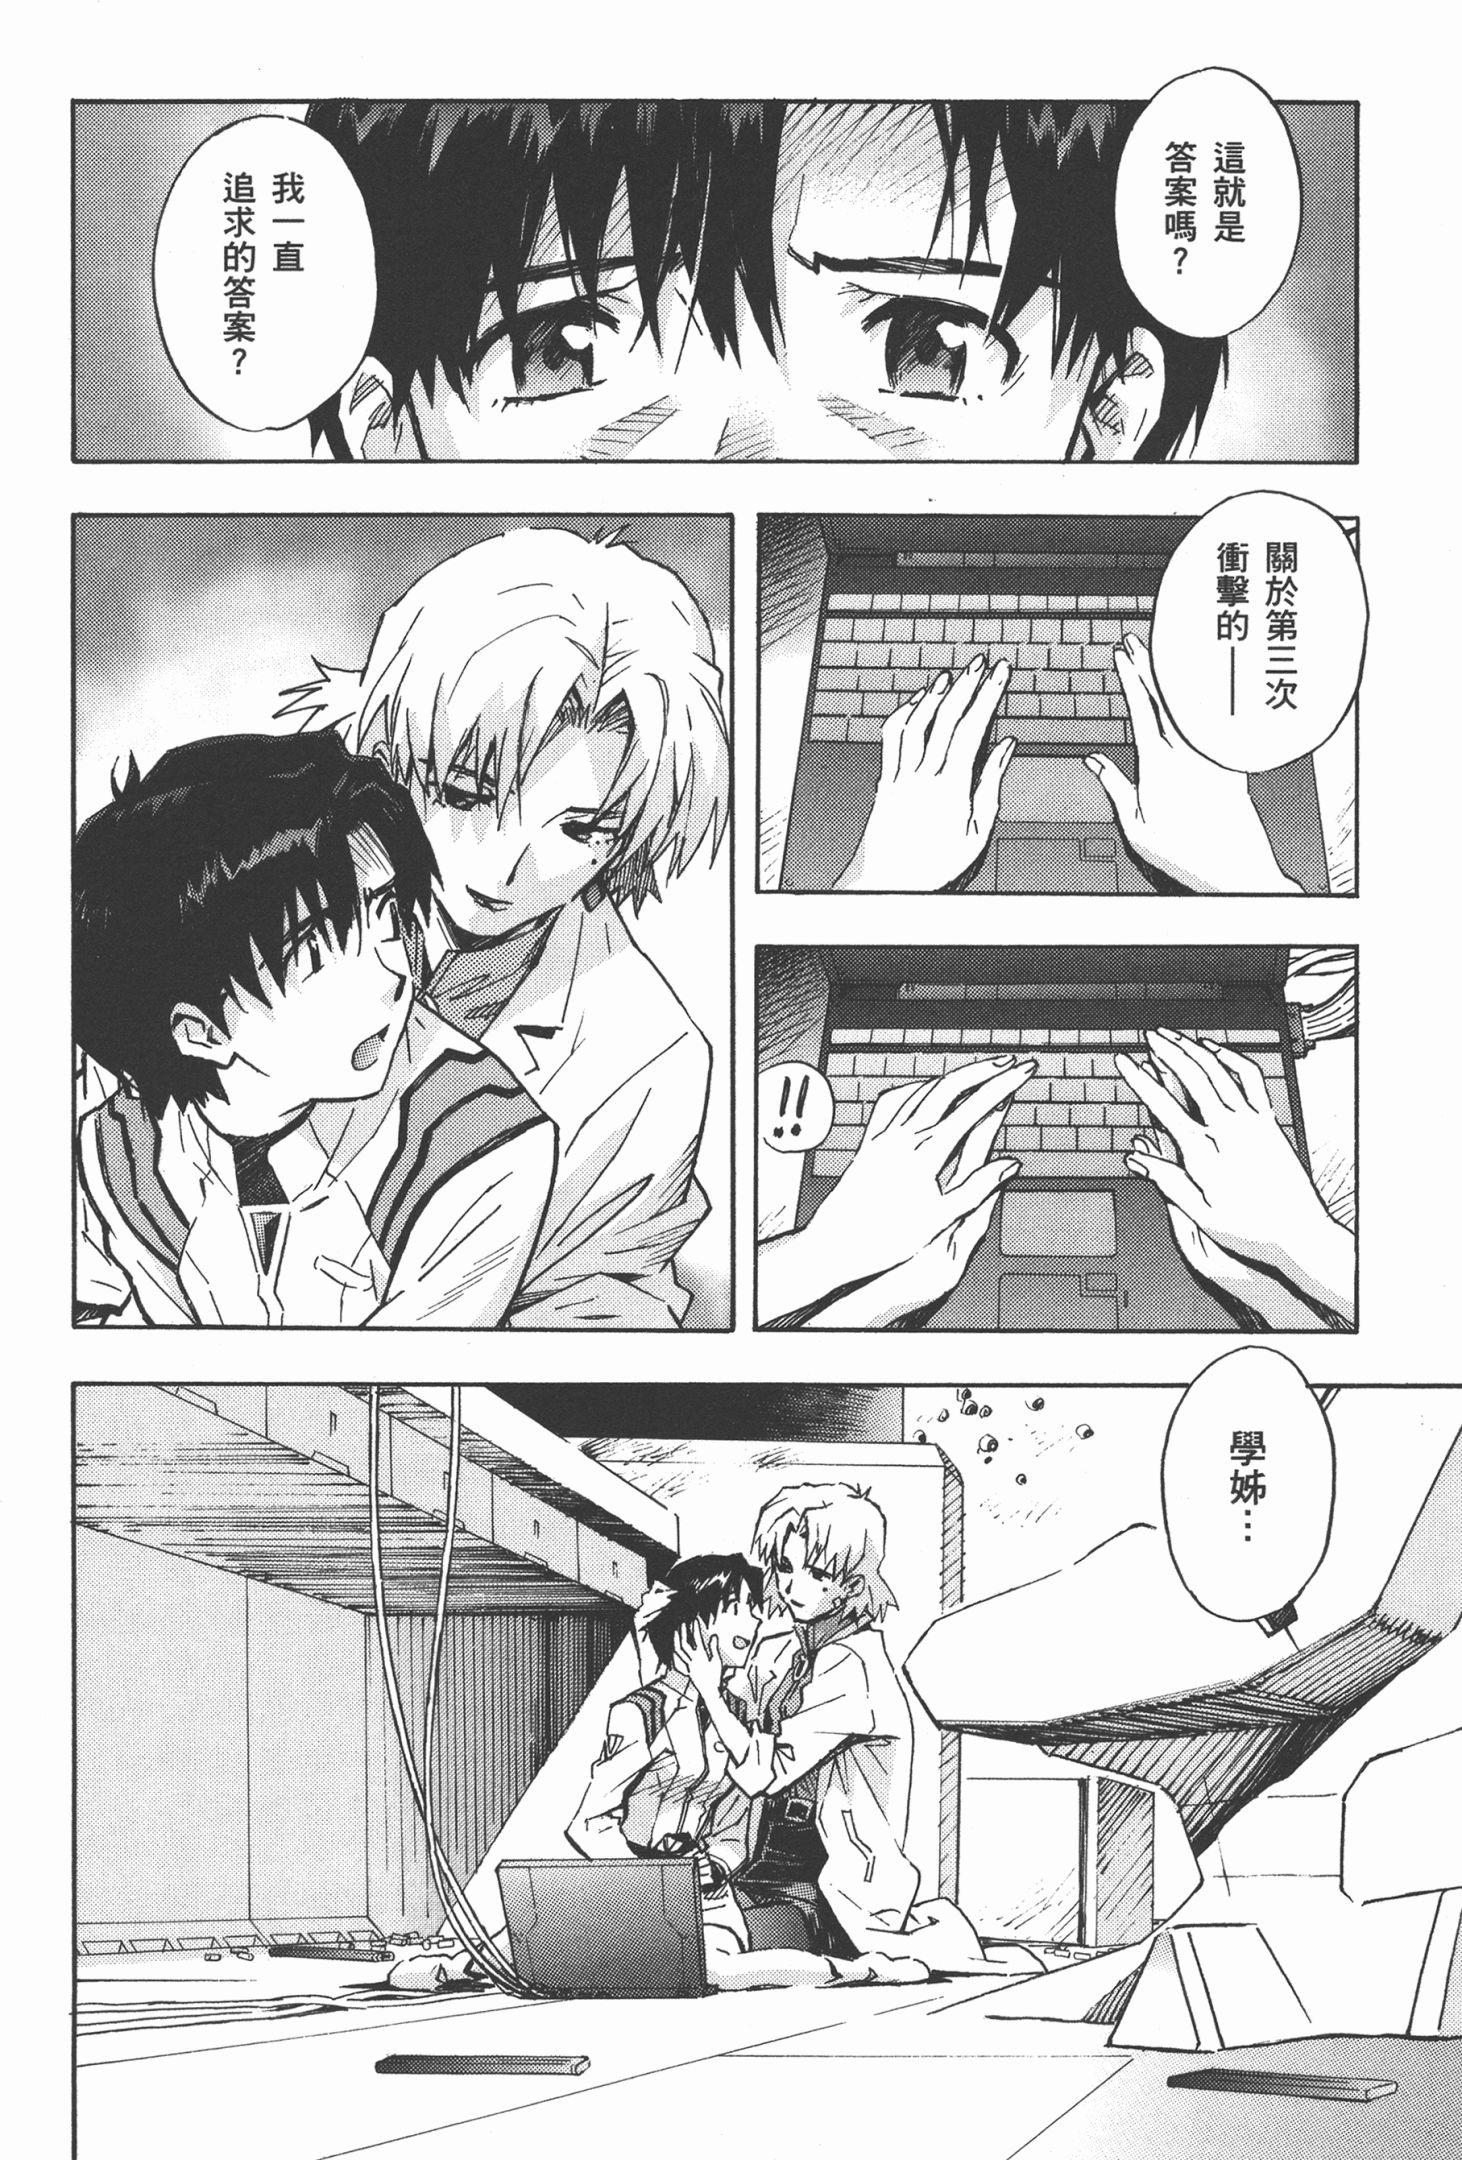 這就是
答案嗎？
我一直
追求的答案？
關於第三次
衝擊的——
!!
學姊…